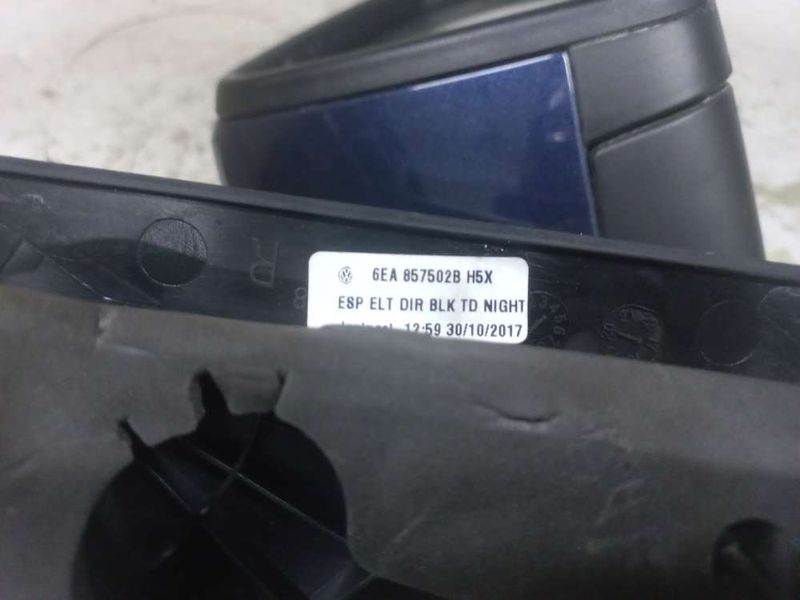 6EA 857502B H5X
ESP ELT DIR BLK TD NIGHT
12:59 30/10/2017